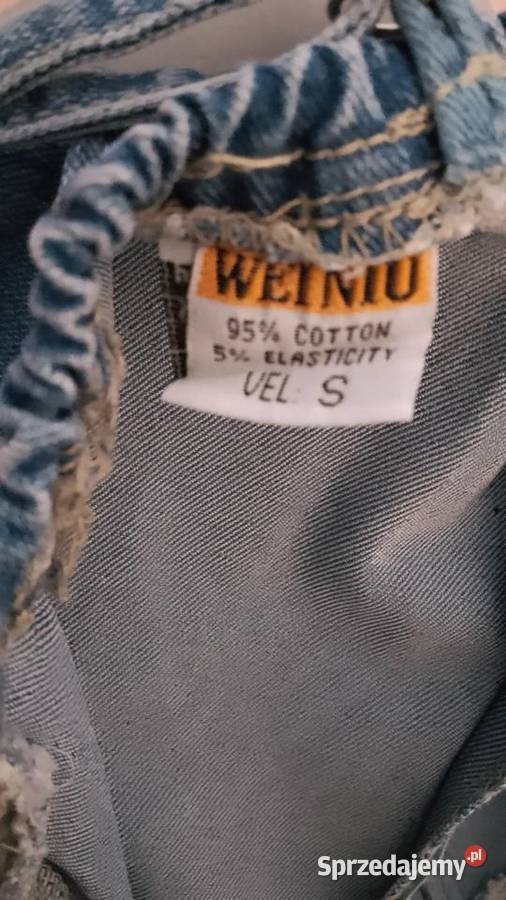 WEINIU
95% COTTON
5% ELASTICITY
VEL: S
Sprzedajemy.pl